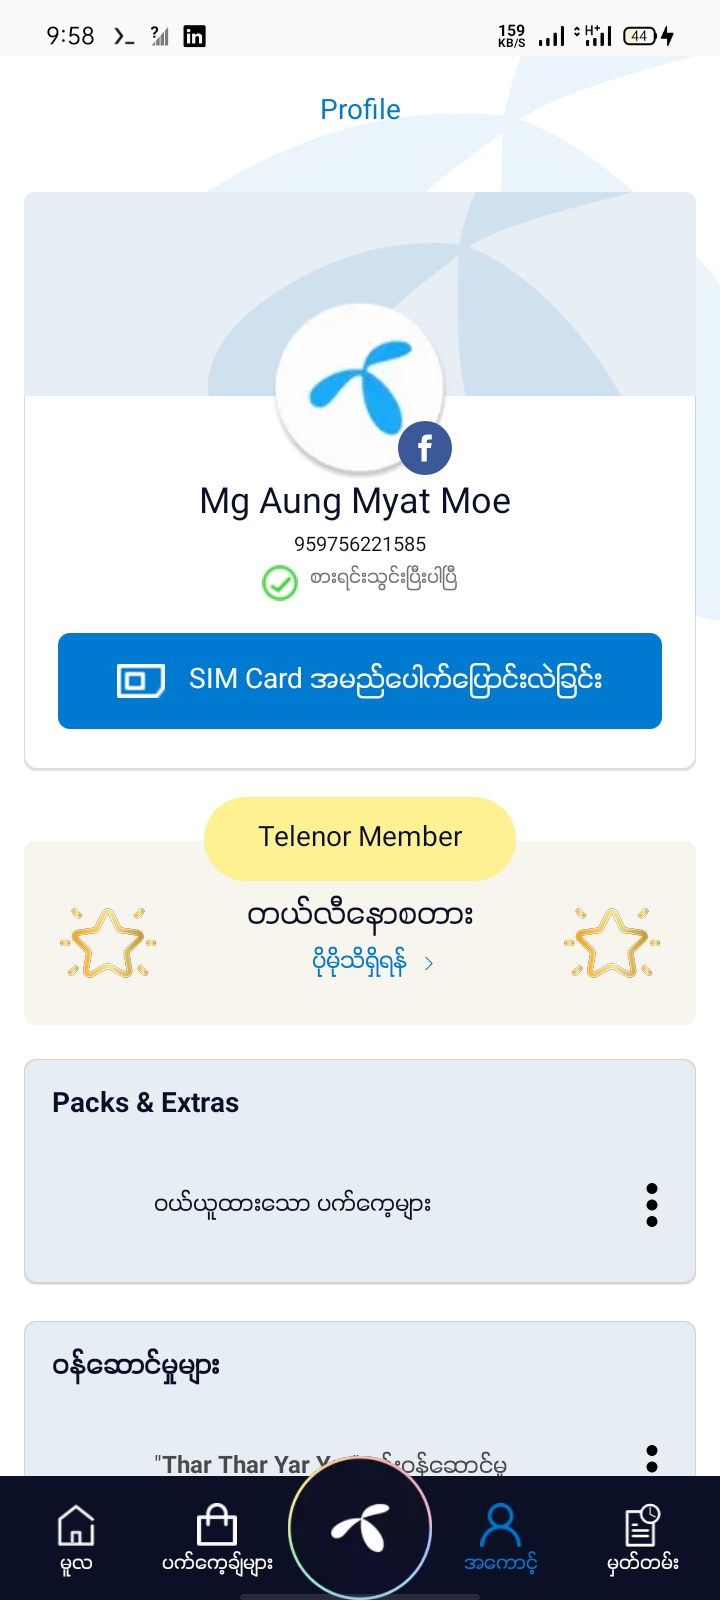 9:58
159
KB/S
H+
44
Profile
Mg Aung Myat Moe
959756221585
စာရင်းသွင်းပြီးပါပြီ
SIM Card အမည်ပေါက်ပြောင်းလဲခြင်း
Telenor Member
တယ်လီနောစတား
ပိုမိုသိရှိရန်
Packs & Extras
ဝယ်ယူထားသော ပက်ကေ့များ
ဝန်ဆောင်မှုများ
"Thar Thar Yar ဝန်ဆောင်မှု
မူလ
ပက်ကေ့ချ်များ
အကောင့်
မှတ်တမ်း